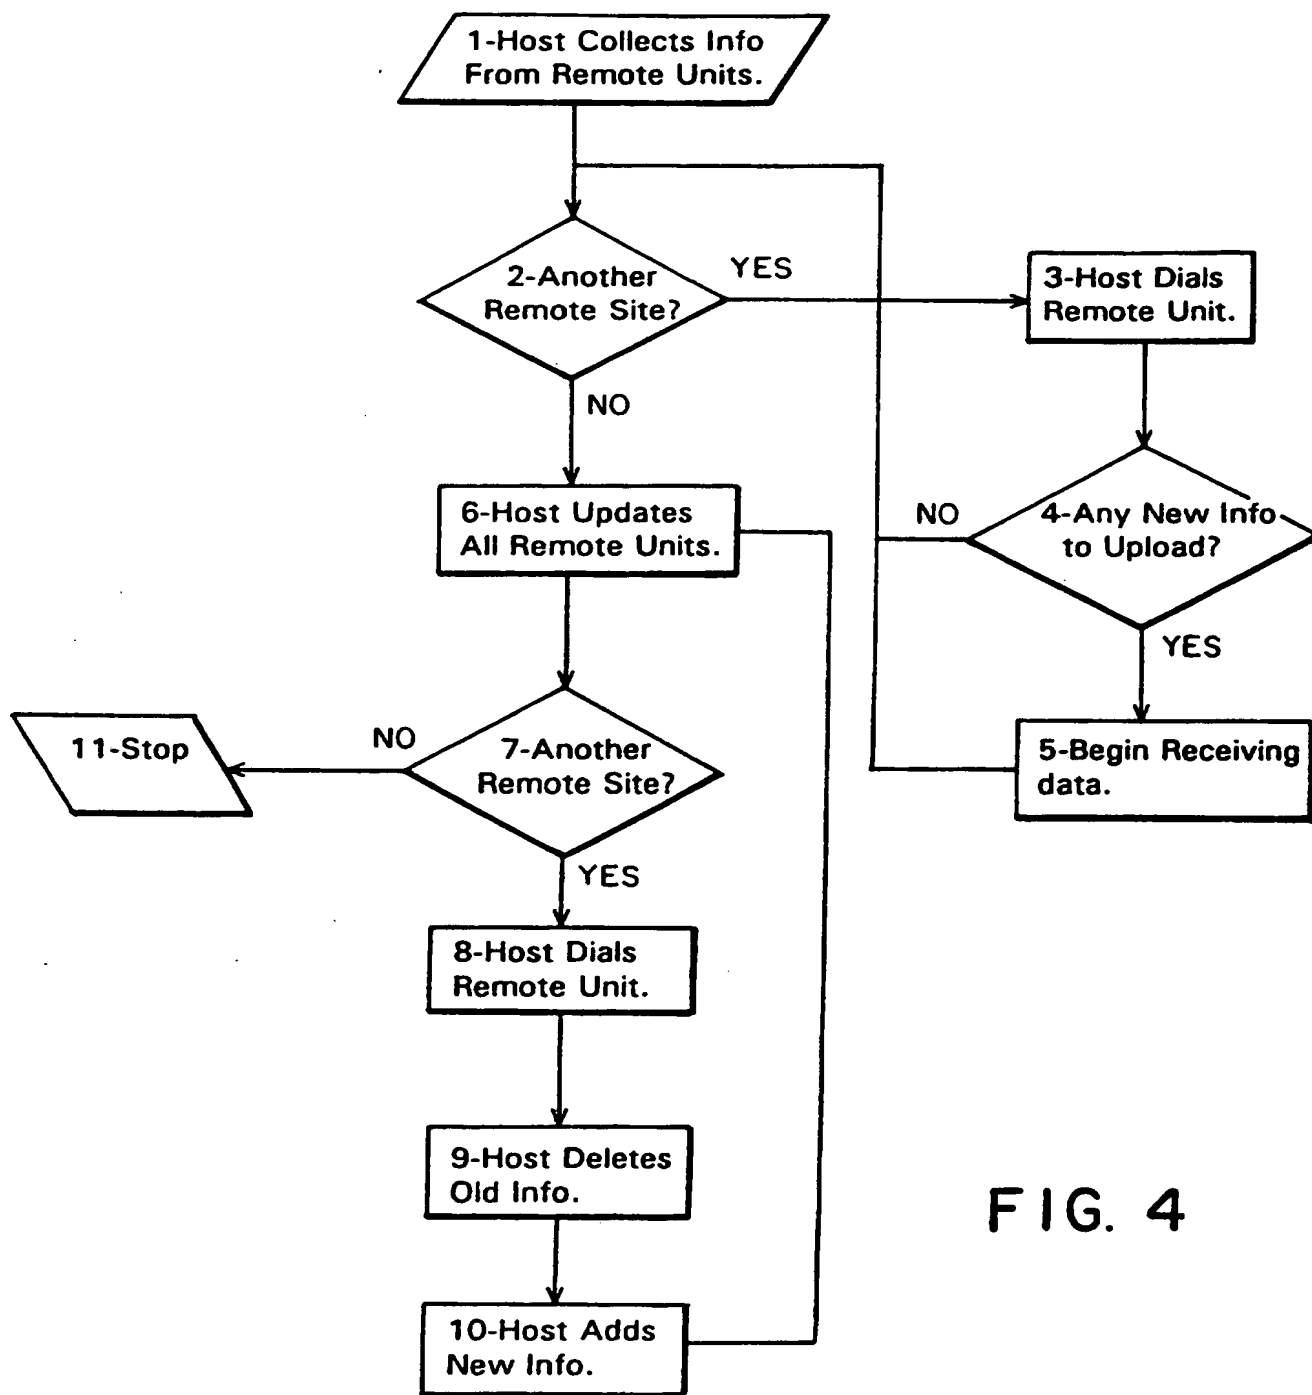 1-Host Collects Info
From Remote Units.
2-Another
Remote Site?
YES
3-Host Dials
Remote Unit.
NO
4-Any New Info
to Upload?
NO
YES
5-Begin Receiving
data.
6-Host Updates
All Remote Units.
7-Another
Remote Site?
NO
11-Stop
YES
8-Host Dials
Remote Unit.
9-Host Deletes
Old Info.
10-Host Adds
New Info.
FIG. 4